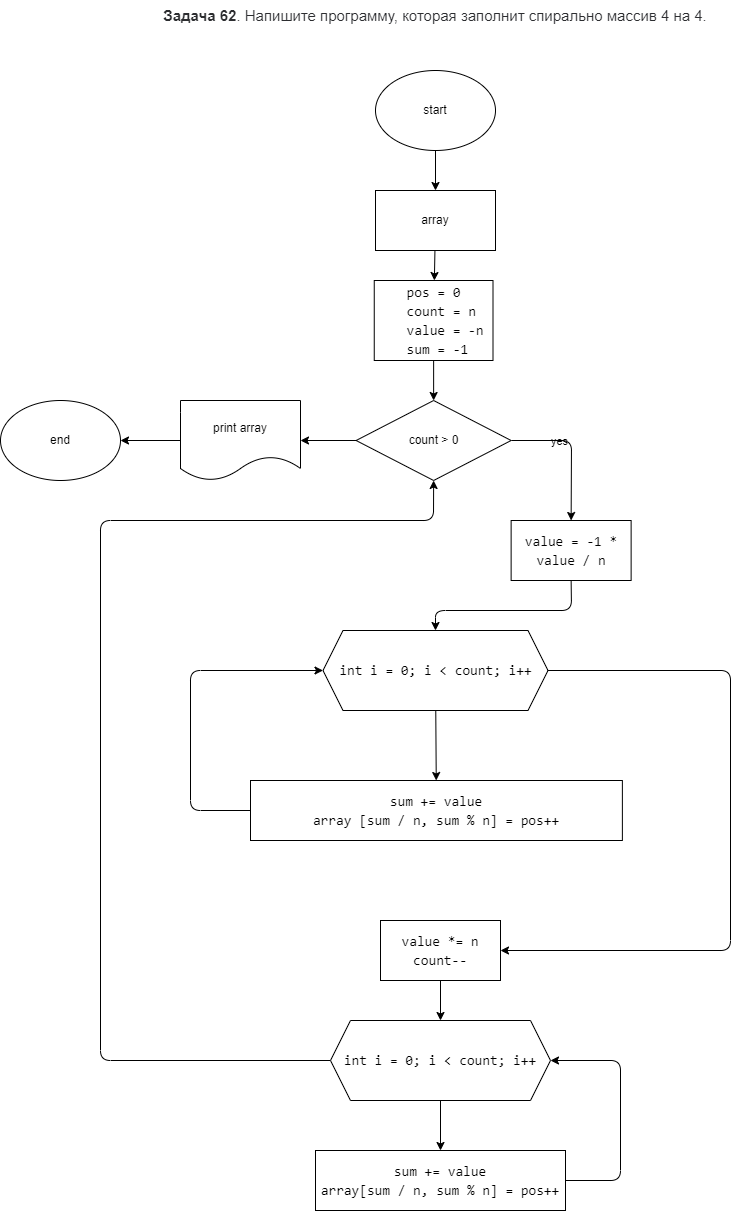 Задача 62. Напишите программу, которая заполнит спирально массив 4 на 4.
start
array
pos = 0
count = n
value = -n
sum = -1
end
print array
count > 0
yes
value = -1 *
value / n
int i = 0; i < count; i++
sum += value
array [sum / n, sum % n] = pos++
value *= n
count--
int i = 0; i < count; i++
sum += value
array[sum / n, sum % n] = pos++